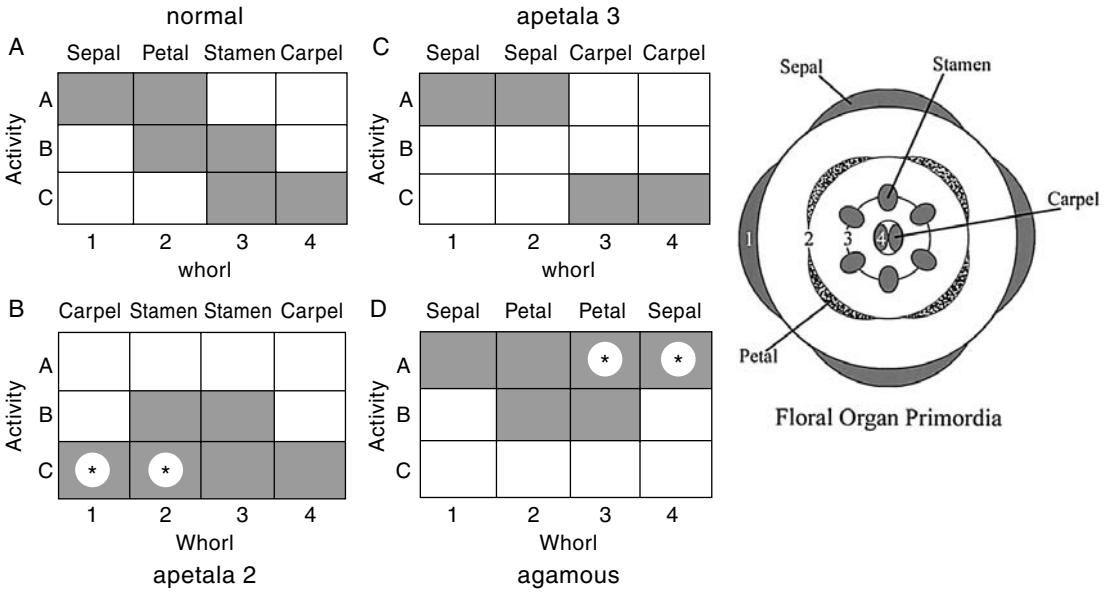 normal
A
Sepal Petal Stamen Carpel
Activity
A
B
C
1 2 3 4
whorl
apetala 3
C
Sepal Sepal Carpel Carpel
Activity
A
B
C
1 2 3 4
whorl
B
Carpel Stamen Stamen Carpel
Activity
A
B
C * *
1 2 3 4
Whorl
apetala 2
D
Sepal Petal Petal Sepal
Activity
A * *
B
C
1 2 3 4
Whorl
agamous
Sepal
Stamen
Carpel
1 2 3 4
Petal
Floral Organ Primordia